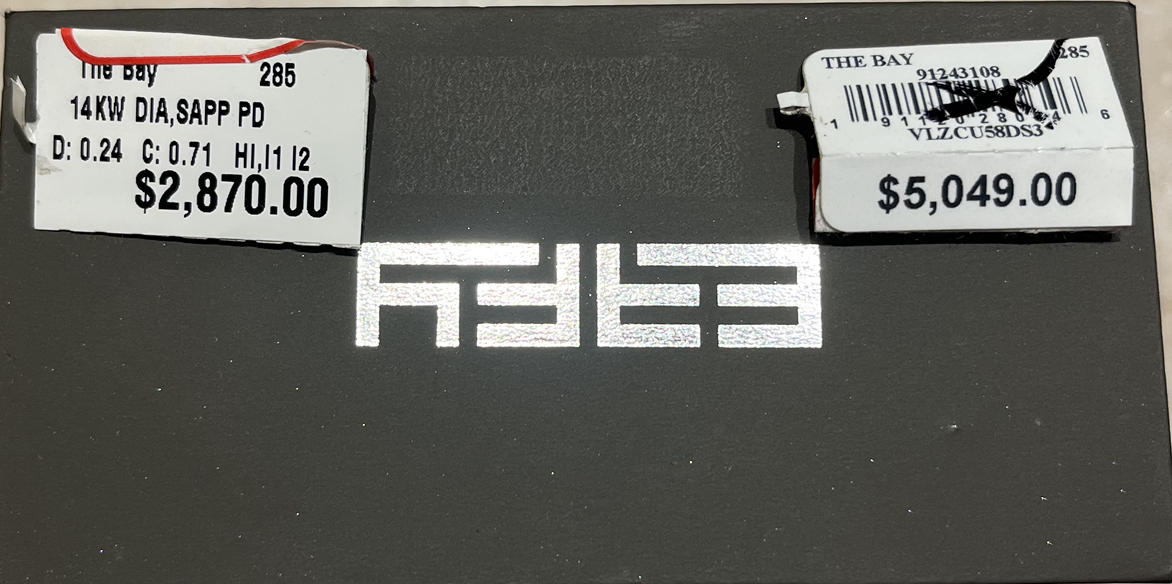 The Bay 285
14KW DIA,SAPP PD
D: 0.24 C: 0.71 HI,I1 I2
$2,870.00
THE BAY 285
91243108
VLZCU58DS3
$5,049.00